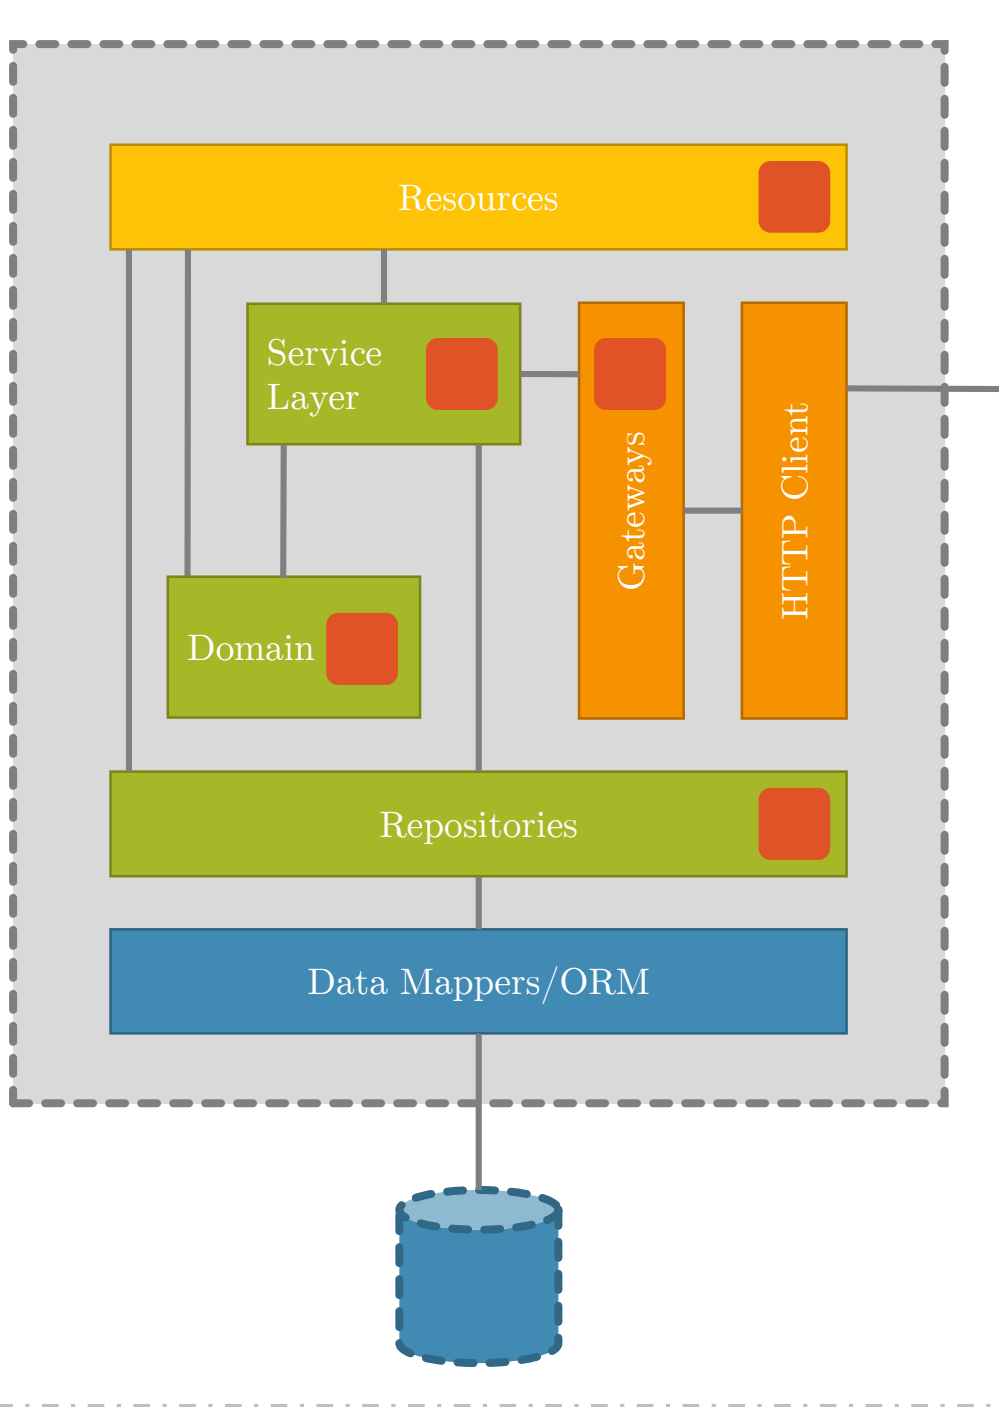 Resources
Service
Layer
Gateways
HTTP Client
Domain
Repositories
Data Mappers/ORM